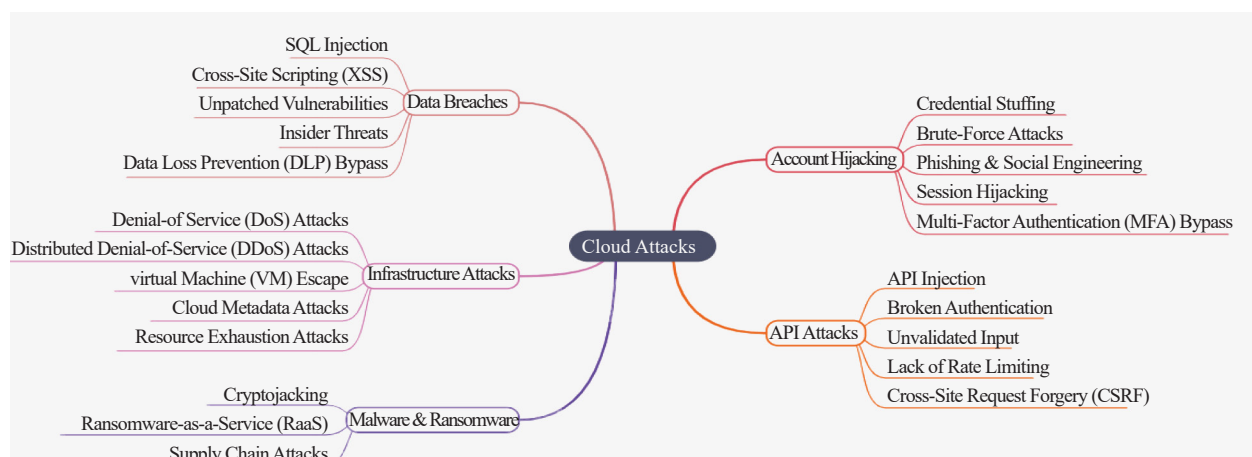 SQL Injection
Cross-Site Scripting (XSS)
Unpatched Vulnerabilities
Insider Threats
Data Loss Prevention (DLP) Bypass
Data Breaches
Denial-of Service (DoS) Attacks
Distributed Denial-of-Service (DDoS) Attacks
virtual Machine (VM) Escape
Cloud Metadata Attacks
Resource Exhaustion Attacks
Infrastructure Attacks
Cryptojacking
Ransomware-as-a-Service (RaaS)
Supply Chain Attacks
Malware & Ransomware
Cloud Attacks
Account Hijacking
Credential Stuffing
Brute-Force Attacks
Phishing & Social Engineering
Session Hijacking
Multi-Factor Authentication (MFA) Bypass
API Attacks
API Injection
Broken Authentication
Unvalidated Input
Lack of Rate Limiting
Cross-Site Request Forgery (CSRF)